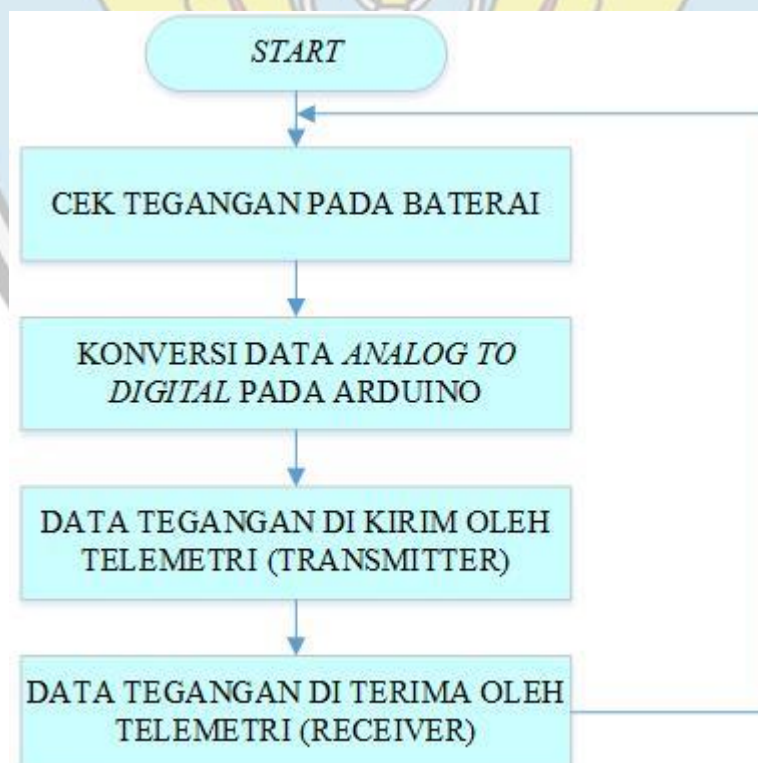 START
CEK TEGANGAN PADA BATERAI
KONVERSI DATA ANALOG TO
DIGITAL PADA ARDUINO
DATA TEGANGAN DI KIRIM OLEH
TELEMETRI (TRANSMITTER)
DATA TEGANGAN DI TERIMA OLEH
TELEMETRI (RECEIVER)